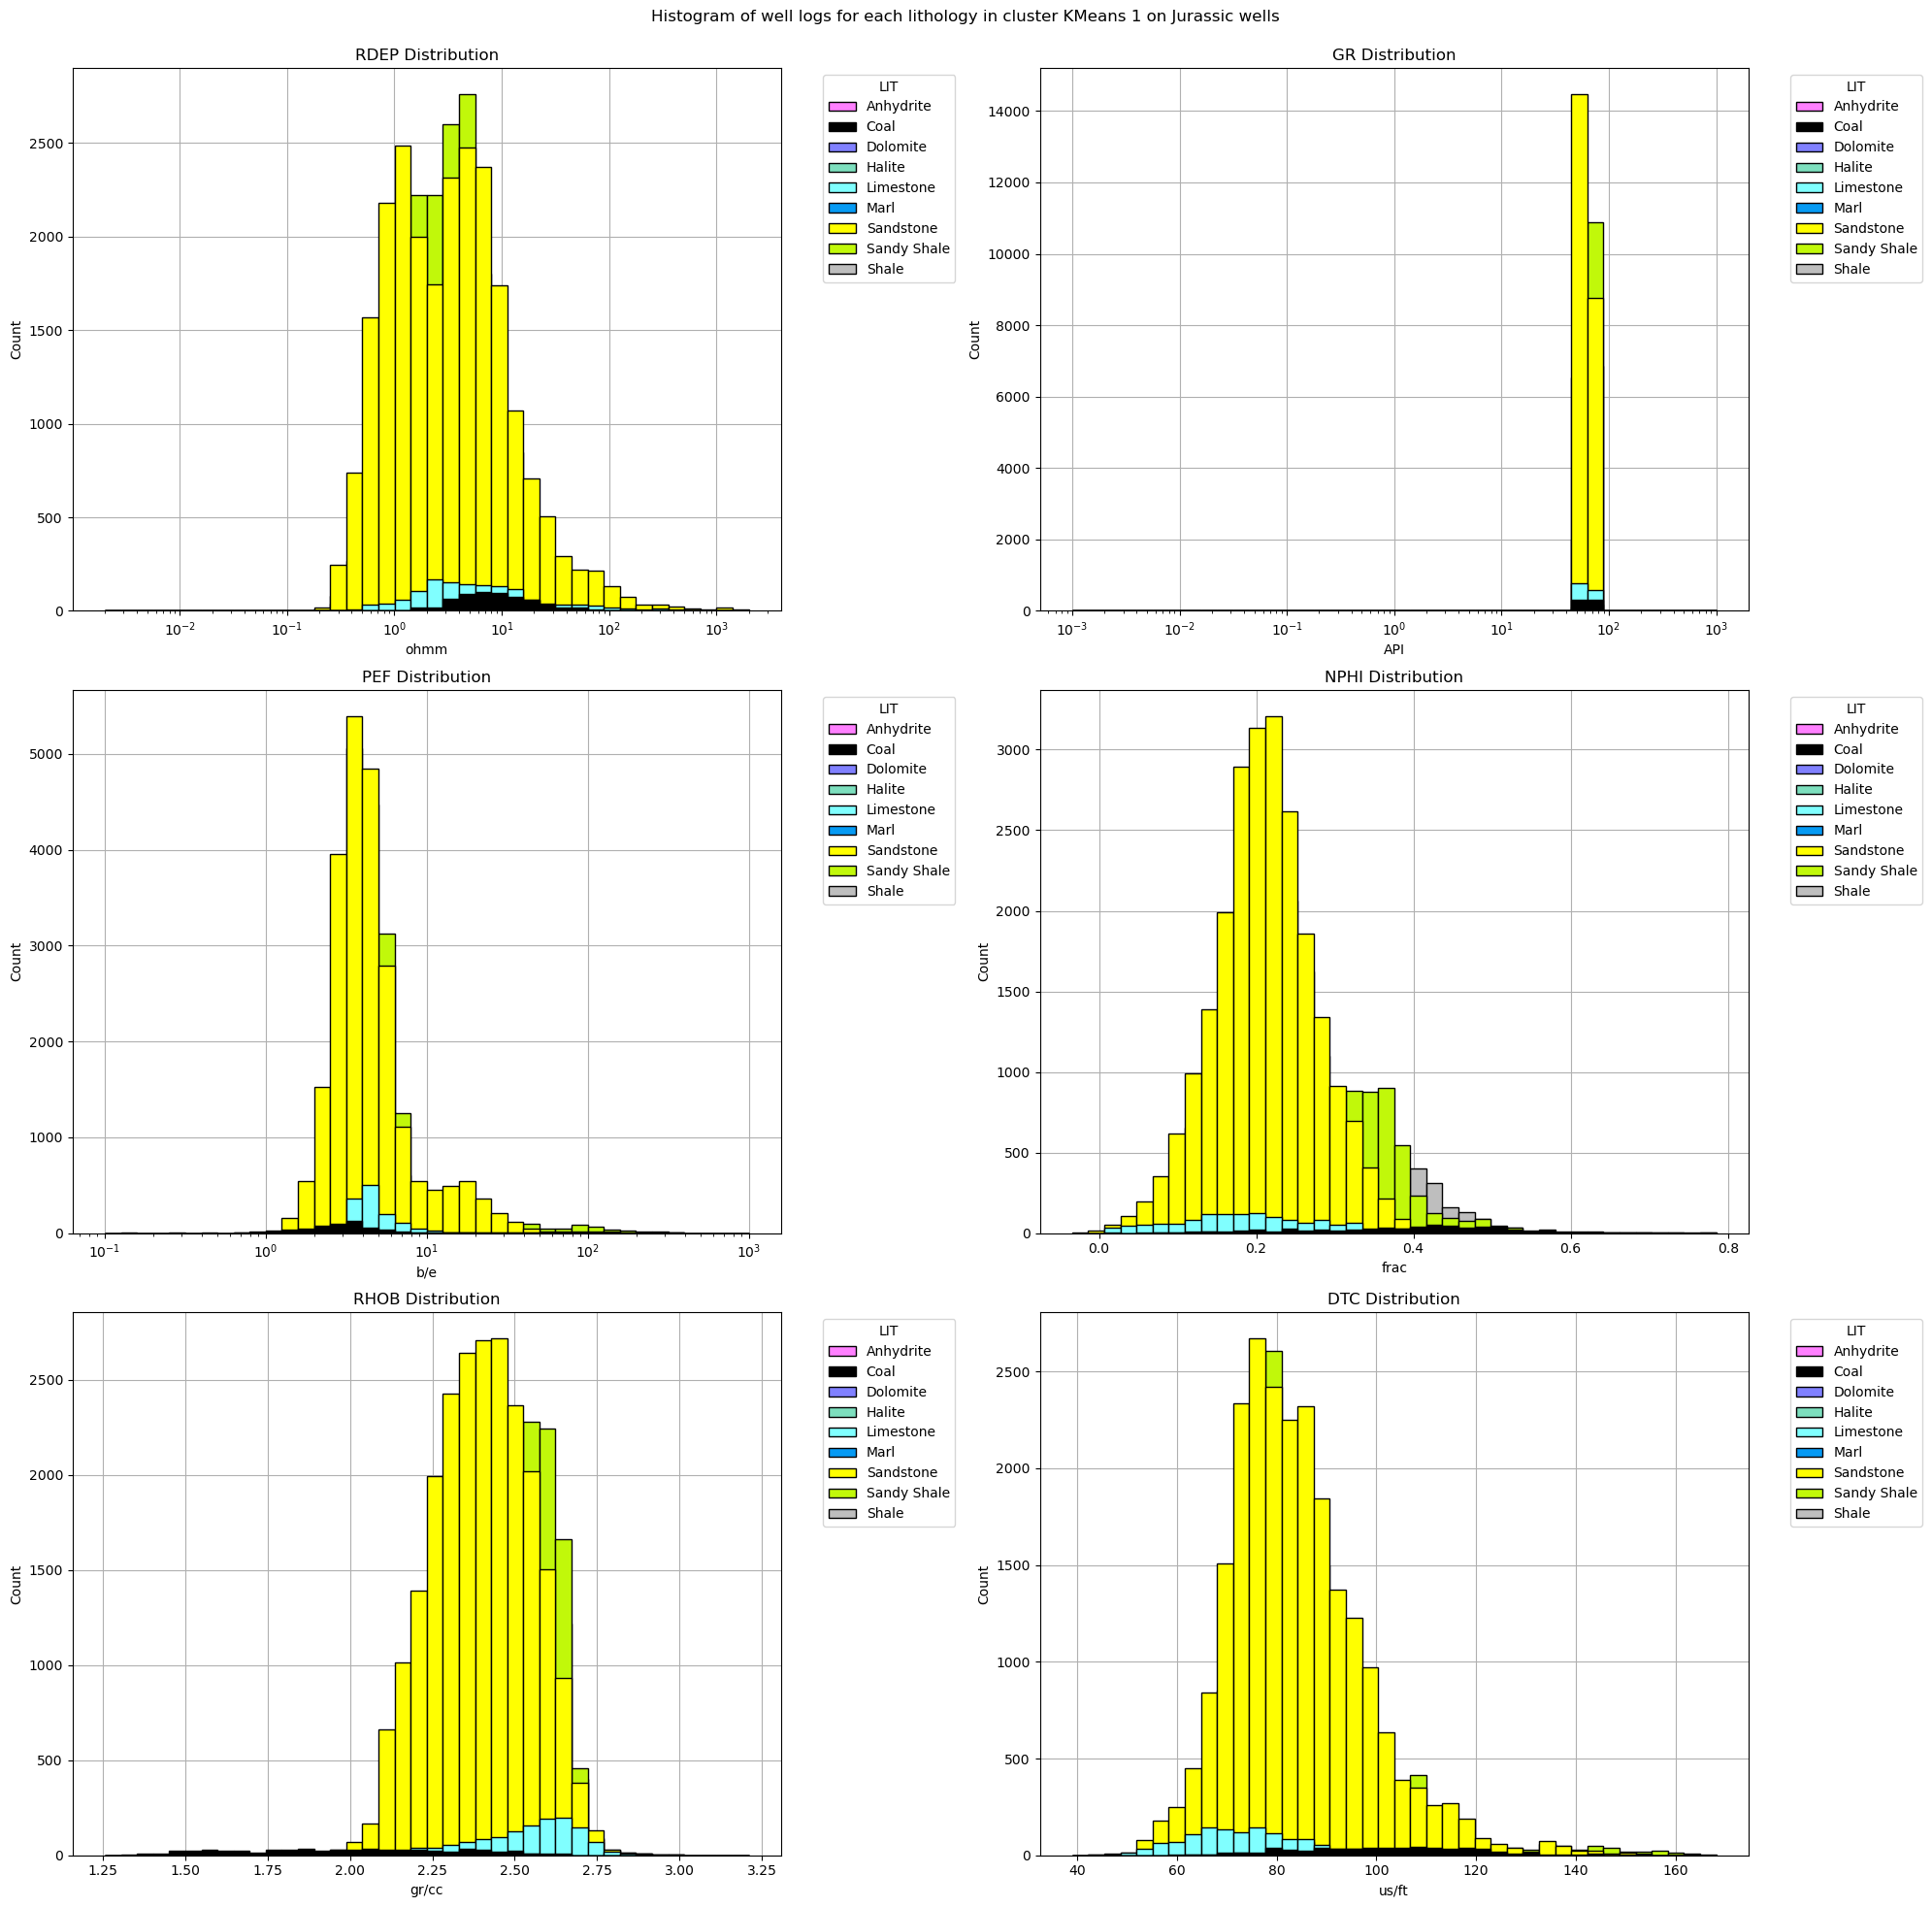 Histogram of well logs for each lithology in cluster KMeans 1 on Jurassic wells
RDEP Distribution
Count
2500
2000
1500
1000
500
0
10⁻²
10⁻¹
10⁰
10¹
10²
10³
ohmm
LIT
Anhydrite
Coal
Dolomite
Halite
Limestone
Marl
Sandstone
Sandy Shale
Shale
GR Distribution
Count
14000
12000
10000
8000
6000
4000
2000
0
10⁻³
10⁻²
10⁻¹
10⁰
10¹
10²
10³
API
LIT
Anhydrite
Coal
Dolomite
Halite
Limestone
Marl
Sandstone
Sandy Shale
Shale
PEF Distribution
Count
5000
4000
3000
2000
1000
0
10⁻¹
10⁰
10¹
10²
10³
b/e
LIT
Anhydrite
Coal
Dolomite
Halite
Limestone
Marl
Sandstone
Sandy Shale
Shale
NPHI Distribution
Count
3000
2500
2000
1500
1000
500
0
0.0
0.2
0.4
0.6
0.8
frac
LIT
Anhydrite
Coal
Dolomite
Halite
Limestone
Marl
Sandstone
Sandy Shale
Shale
RHOB Distribution
Count
2500
2000
1500
1000
500
0
1.25
1.50
1.75
2.00
2.25
2.50
2.75
3.00
3.25
gr/cc
LIT
Anhydrite
Coal
Dolomite
Halite
Limestone
Marl
Sandstone
Sandy Shale
Shale
DTC Distribution
Count
2500
2000
1500
1000
500
0
40
60
80
100
120
140
160
us/ft
LIT
Anhydrite
Coal
Dolomite
Halite
Limestone
Marl
Sandstone
Sandy Shale
Shale